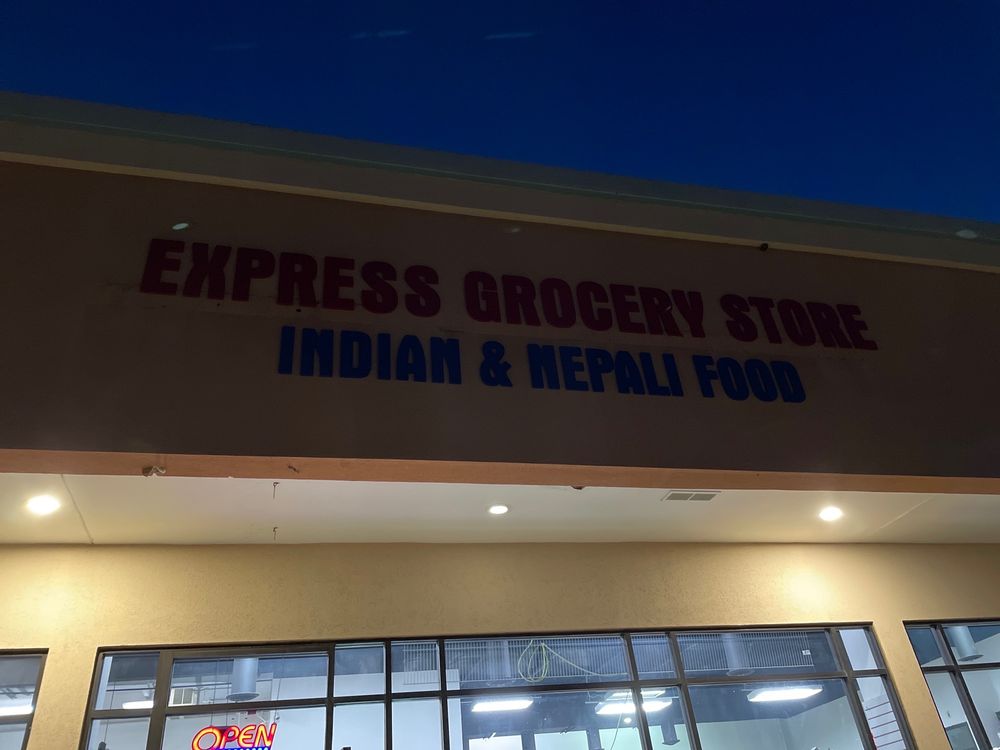 EXPRESS GROCERY STORE
INDIAN & NEPALI FOOD
OPEN